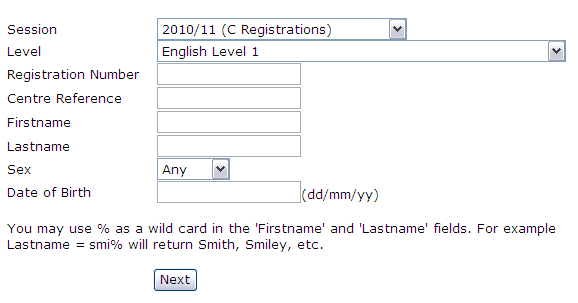 Session 2010/11 (C Registrations)
Level English Level 1
Registration Number
Centre Reference
Firstname
Lastname
Sex Any
Date of Birth (dd/mm/yy)
You may use % as a wild card in the 'Firstname' and 'Lastname' fields. For example
Lastname = smi% will return Smith, Smiley, etc.
Next